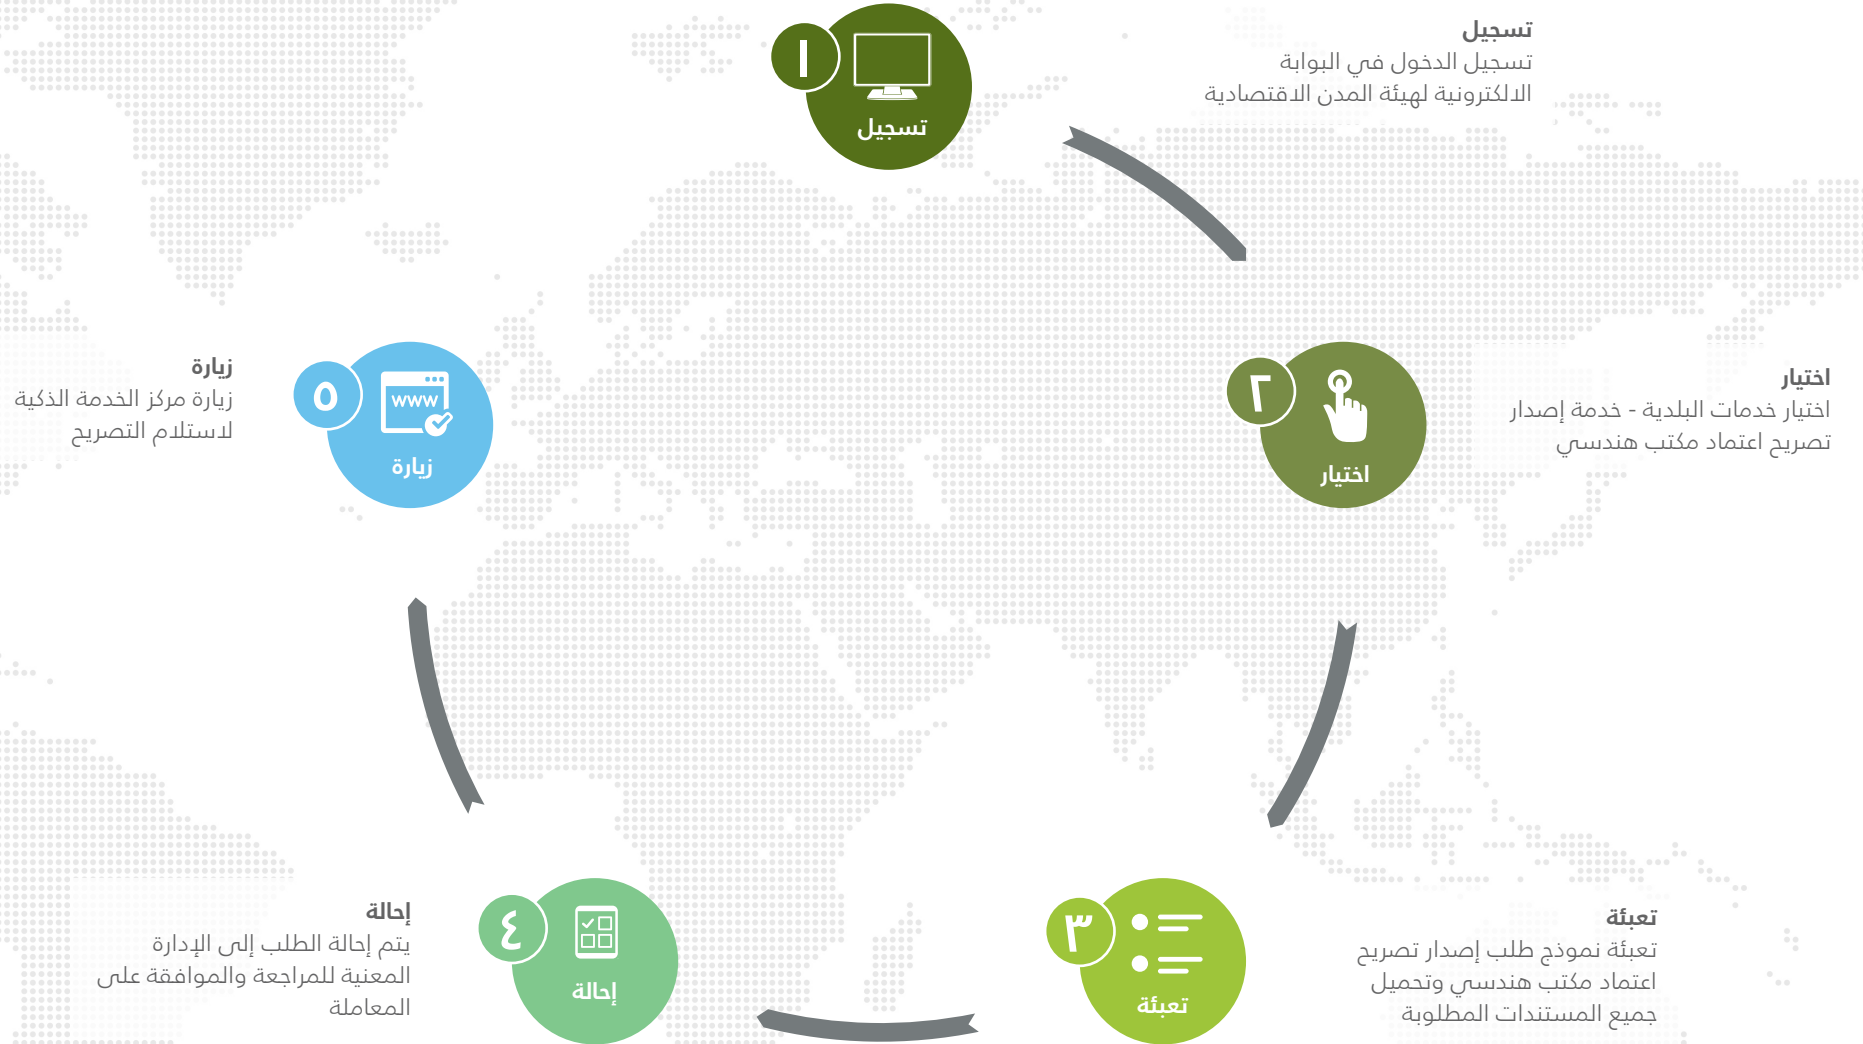 ١
تسجيل
تسجيل
تسجيل الدخول في البوابة
الالكترونية لهيئة المدن الاقتصادية
٢
اختيار
اختيار
اختيار خدمات البلدية - خدمة إصدار
تصريح اعتماد مكتب هندسي
٣
تعبئة
تعبئة
تعبئة نموذج طلب إصدار تصريح
اعتماد مكتب هندسي وتحميل
جميع المستندات المطلوبة
٤
إحالة
إحالة
يتم إحالة الطلب إلى الإدارة
المعنية للمراجعة والموافقة على
المعاملة
٥
www
زيارة
زيارة
زيارة مركز الخدمة الذكية
لاستلام التصريح